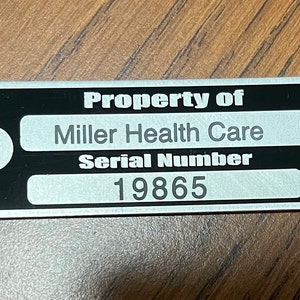 Property of
Miller Health Care
Serial Number
19865